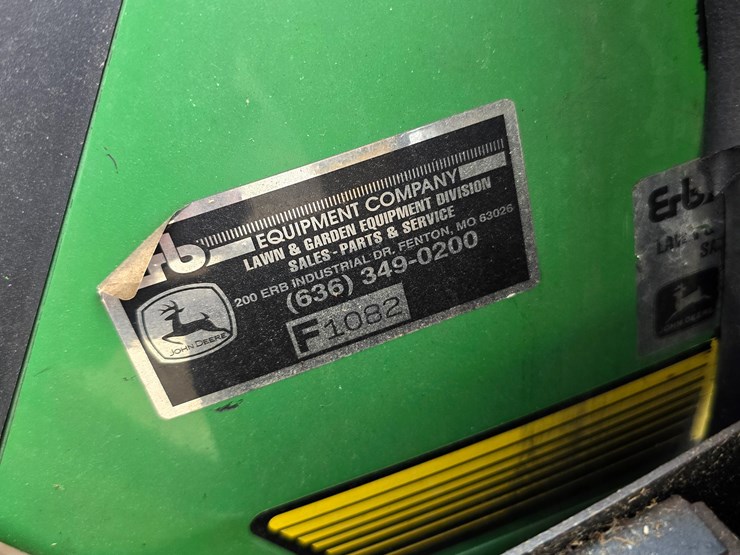 Erb
EQUIPMENT COMPANY
LAWN & GARDEN EQUIPMENT DIVISION
SALES - PARTS & SERVICE
200 ERB INDUSTRIAL DR. FENTON, MO 63026
(636) 349-0200
F1082
JOHN DEERE
Erb